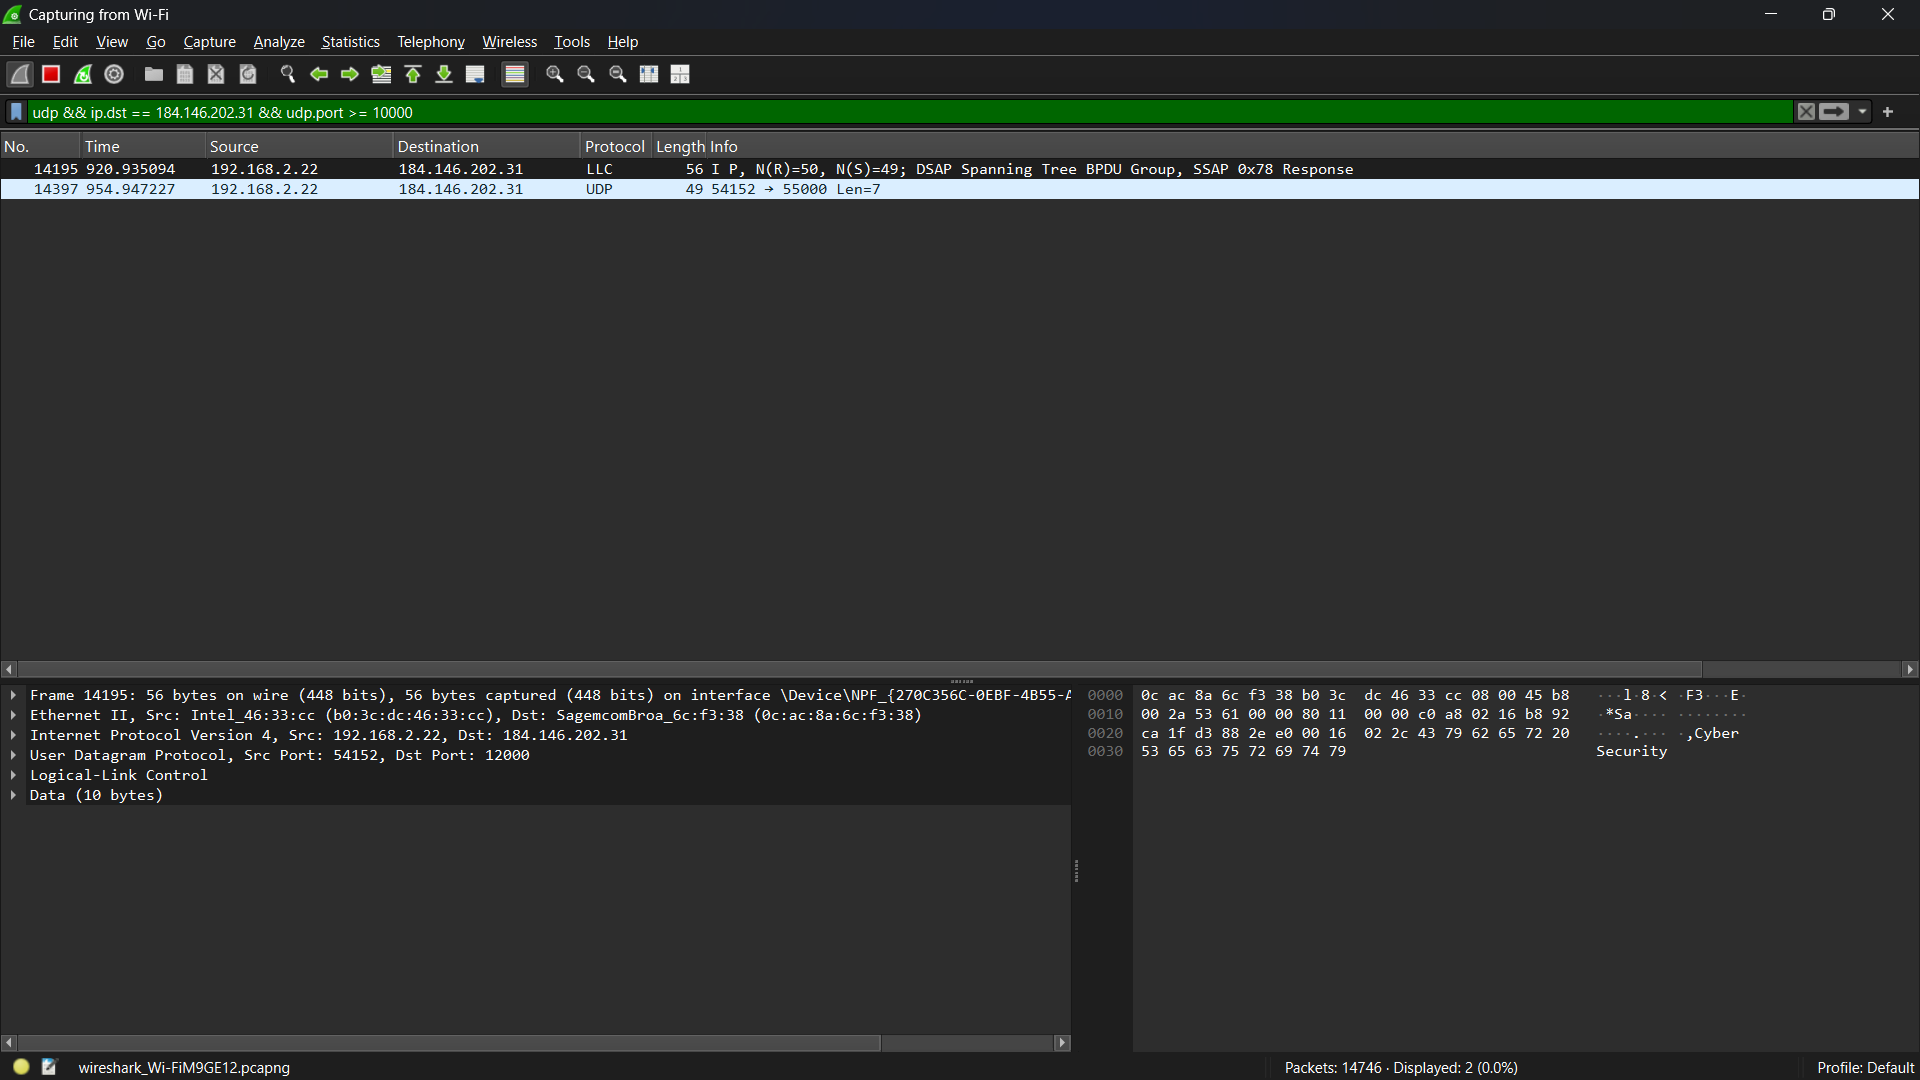 Capturing from Wi-Fi
File Edit View Go Capture Analyze Statistics Telephony Wireless Tools Help
udp && ip.dst == 184.146.202.31 && udp.port >= 10000
No. Time Source Destination Protocol Length Info
14195 920.935094 192.168.2.22 184.146.202.31 LLC 56 I P, N(R)=50, N(S)=49; DSAP Spanning Tree BPDU Group, SSAP 0x78 Response
14397 954.947227 192.168.2.22 184.146.202.31 UDP 49 54152 → 55000 Len=7
Frame 14195: 56 bytes on wire (448 bits), 56 bytes captured (448 bits) on interface \Device\NPF_{270C356C-0EBF-4B55-A
Ethernet II, Src: Intel_46:33:cc (b0:3c:dc:46:33:cc), Dst: SagemcomBroa_6c:f3:38 (0c:ac:8a:6c:f3:38)
Internet Protocol Version 4, Src: 192.168.2.22, Dst: 184.146.202.31
User Datagram Protocol, Src Port: 54152, Dst Port: 12000
Logical-Link Control
Data (10 bytes)
0000 0c ac 8a 6c f3 38 b0 3c dc 46 33 cc 08 00 45 b8 ···l·8·< ·F3···E·
0010 00 2a 53 61 00 00 80 11 00 00 c0 a8 02 16 b8 92 ·*Sa···· ········
0020 ca 1f d3 88 2e e0 00 16 02 2c 43 79 62 65 72 20 ····.··· ·,Cyber
0030 53 65 63 75 72 69 74 79 Security
wireshark_Wi-FiM9GE12.pcapng
Packets: 14746 · Displayed: 2 (0.0%)
Profile: Default